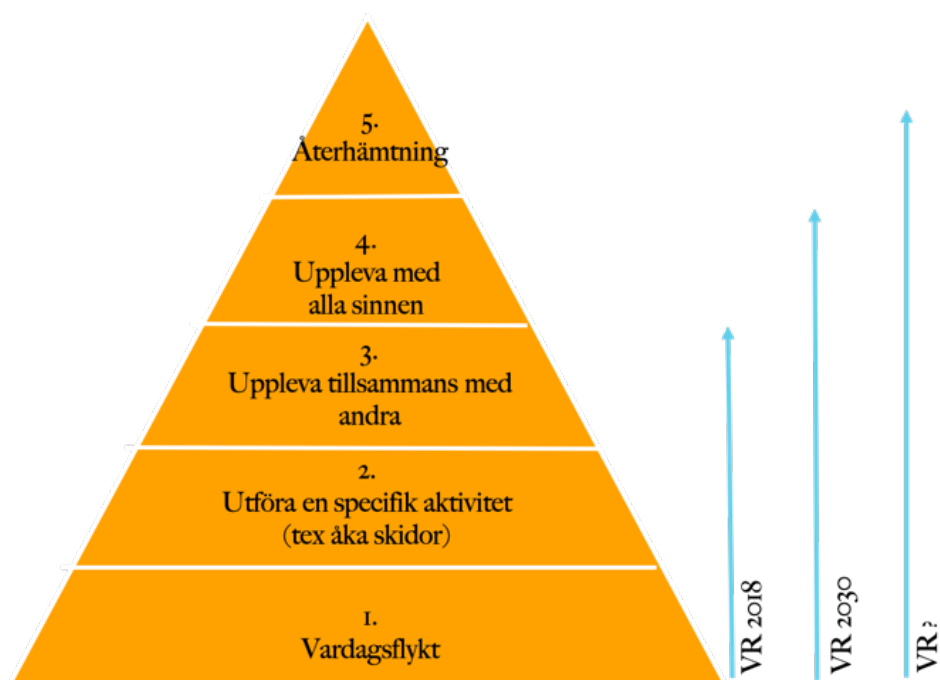 5.
Återhämtning
4.
Uppleva med
alla sinnen
3.
Uppleva tillsammans med
andra
2.
Utföra en specifik aktivitet
(tex åka skidor)
1.
Vardagsflykt
VR 2018
VR 2030
VR ?